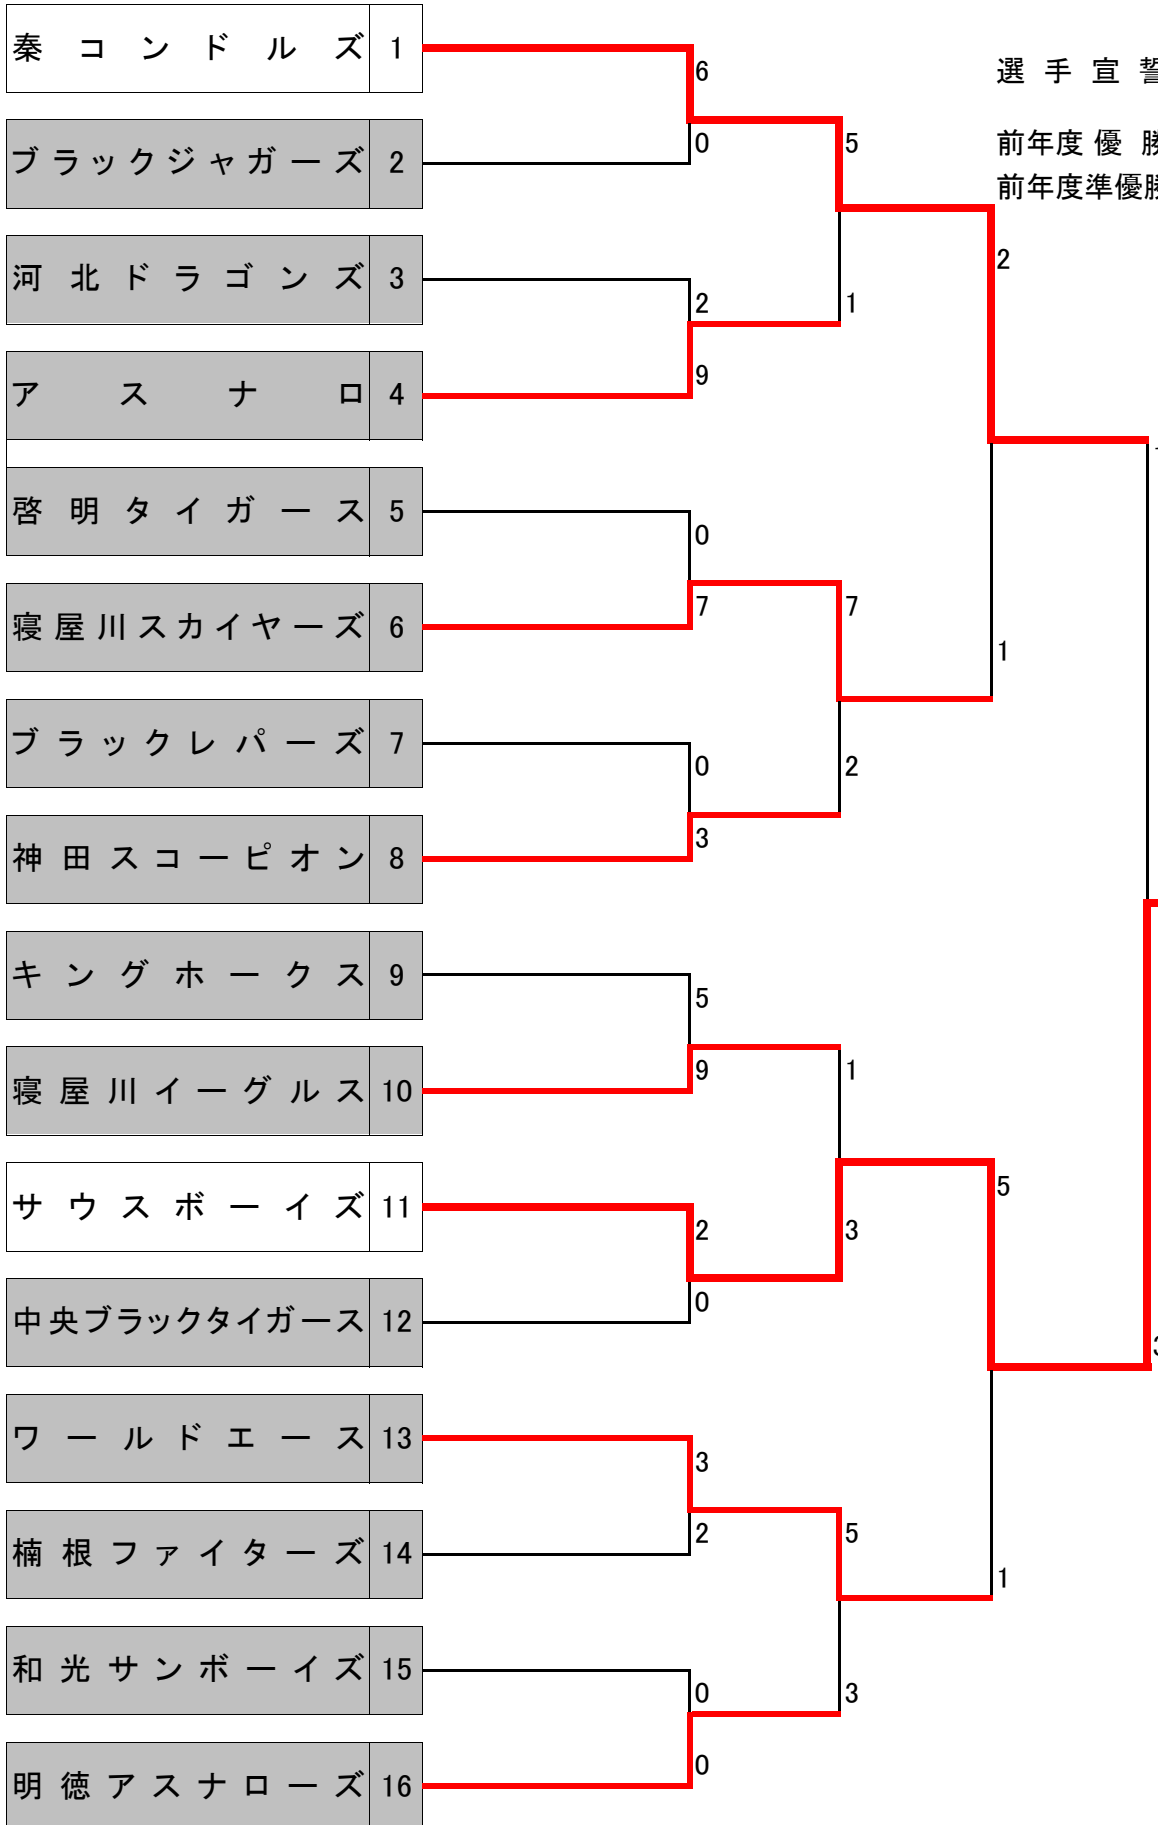 秦コンドルズ 1
6
選手宣誓
ブラックジャガーズ 2
0
5
前年度優勝
前年度準優勝
河北ドラゴンズ 3
2
1
2
アスナロ 4
9
啓明タイガース 5
0
寝屋川スカイヤーズ 6
7
7
1
ブラックレパーズ 7
0
2
神田スコーピオン 8
3
キングホークス 9
5
寝屋川イーグルス 10
9
1
サウスボーイズ 11
2
3
5
中央ブラックタイガース 12
0
3
ワールドエース 13
3
楠根ファイターズ 14
2
5
1
和光サンボーイズ 15
0
3
明徳アスナローズ 16
0